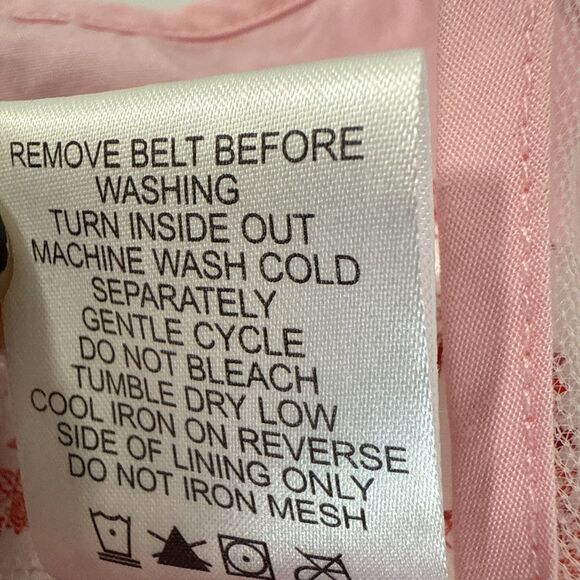 REMOVE BELT BEFORE
WASHING
TURN INSIDE OUT
MACHINE WASH COLD
SEPARATELY
GENTLE CYCLE
DO NOT BLEACH
TUMBLE DRY LOW
COOL IRON ON REVERSE
SIDE OF LINING ONLY
DO NOT IRON MESH